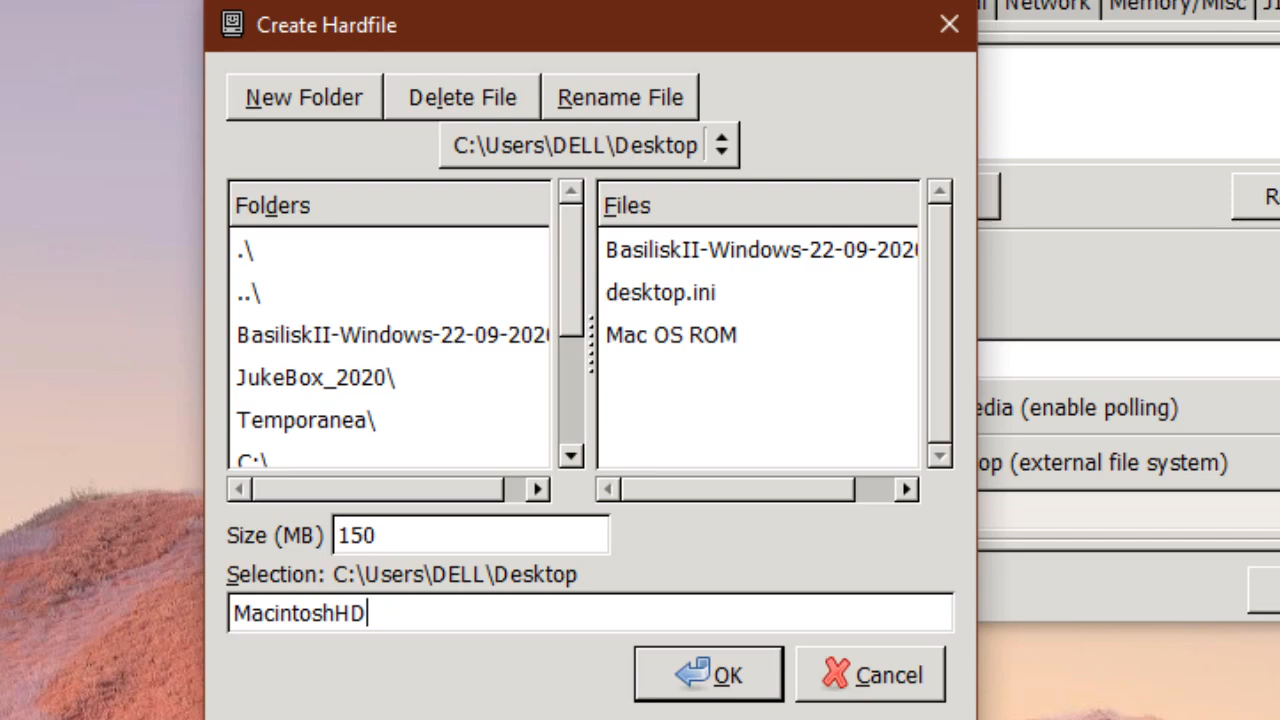 Create Hardfile
Network
Memory/Misc
New Folder
Delete File
Rename File
C:\Users\DELL\Desktop
Folders
Files
.\
..\
BasiliskII-Windows-22-09-202
JukeBox_2020\
Temporanea\
C:\
BasiliskII-Windows-22-09-202
desktop.ini
Mac OS ROM
(enable polling)
(external file system)
Size (MB) 150
Selection: C:\Users\DELL\Desktop
MacintoshHD
OK
Cancel